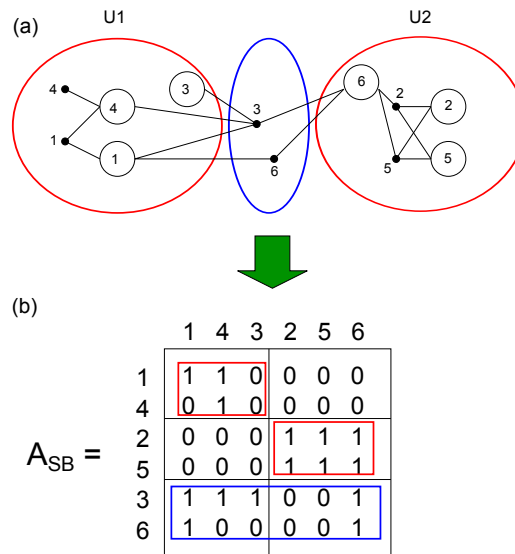 (a) U1 U2
4 4 3 3 6 2 2
1 1 6 5 5
(b)
1 4 3 2 5 6
1 1 1 0 0 0 0
4 0 1 0 0 0 0
2 0 0 0 1 1 1
A_SB =
5 0 0 0 1 1 1
3 1 1 1 0 0 1
6 1 0 0 0 0 1